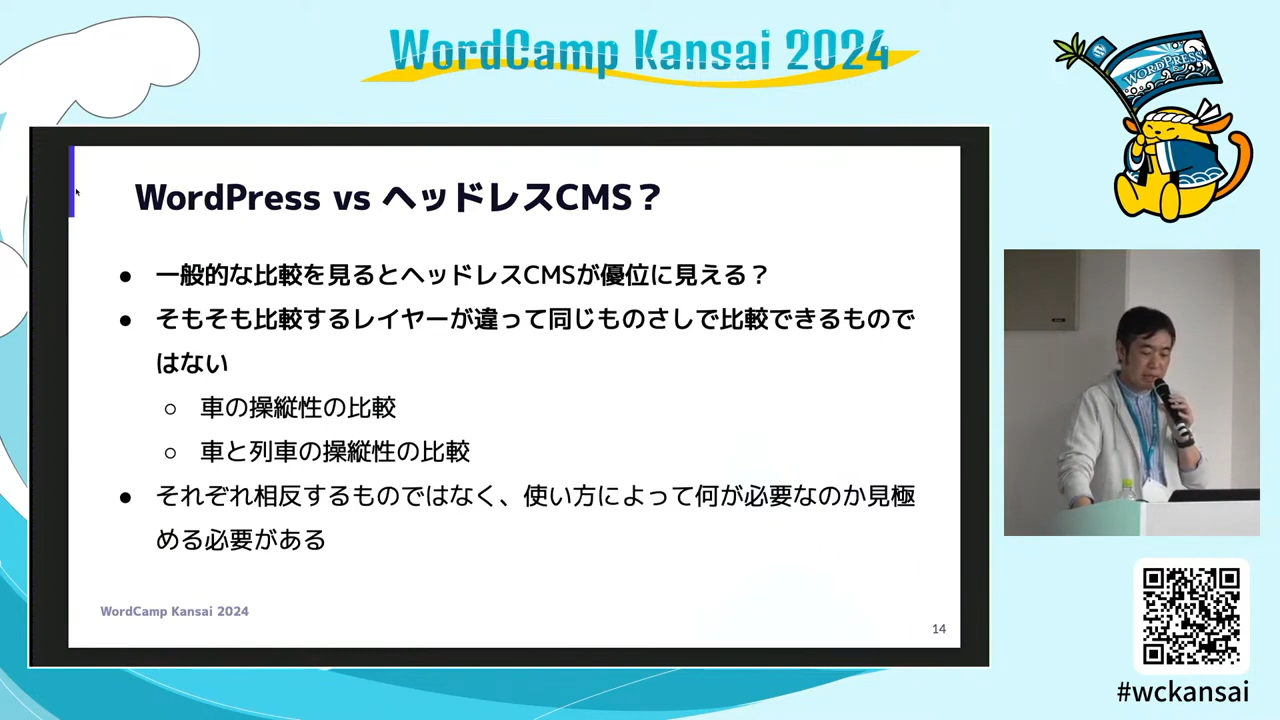 WordCamp Kansai 2024
WORDPRESS
W
WordPress vs ヘッドレスCMS？
● 一般的な比較を見るとヘッドレスCMSが優位に見える？
● そもそも比較するレイヤーが違って同じものさしで比較できるもので
はない
○ 車の操縦性の比較
○ 車と列車の操縦性の比較
● それぞれ相反するものではなく、使い方によって何が必要なのか見極
める必要がある
WordCamp Kansai 2024
14
#wckansai